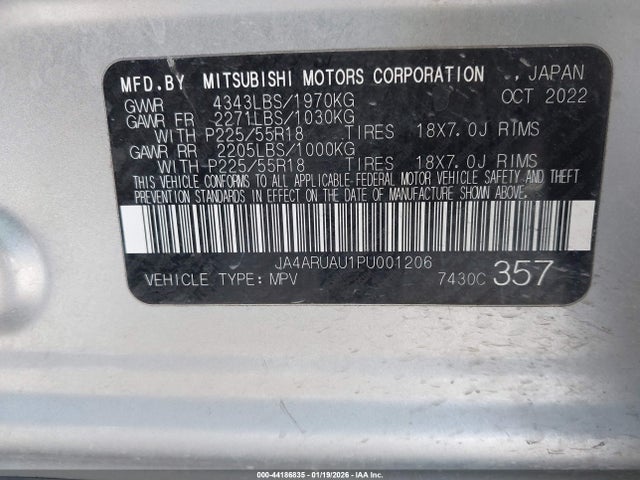 MFD.BY MITSUBISHI MOTORS CORPORATION , JAPAN
GVWR 4343LBS/1970KG OCT 2022
GAWR FR 2271LBS/1030KG
WITH P225/55R18 TIRES 18X7.0J RIMS
GAWR RR 2205LBS/1000KG
WITH P225/55R18 TIRES 18X7.0J RIMS
THIS VEHICLE CONFORMS TO ALL APPLICABLE FEDERAL MOTOR VEHICLE SAFETY AND THEFT
PREVENTION STANDARDS IN EFFECT ON THE DATE OF MANUFACTURE SHOWN ABOVE.
JA4ARUAU1PU001206
VEHICLE TYPE: MPV 7430C 357
000-44186835 - 01/19/2026 - IAA Inc.